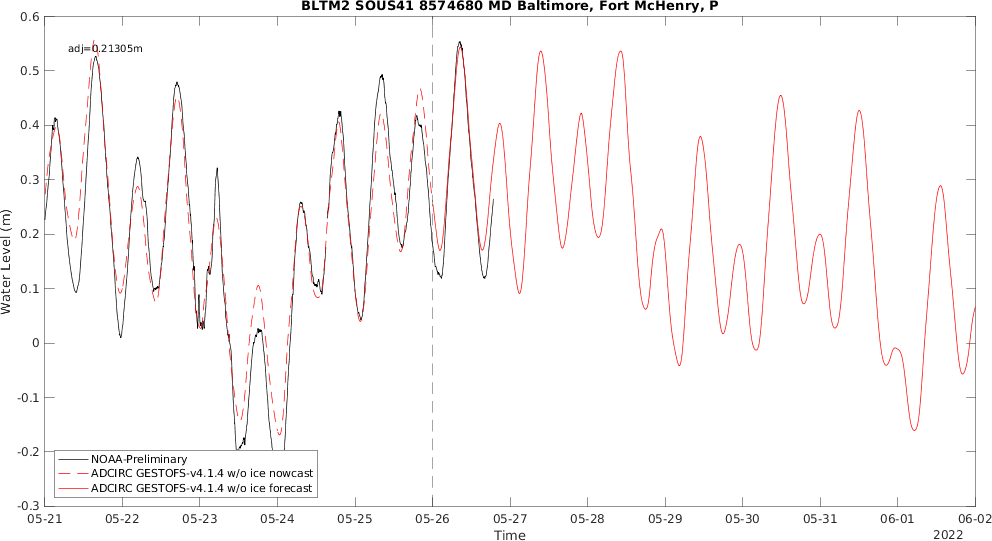 BLTM2 SOUS41 8574680 MD Baltimore, Fort McHenry, P
adj=0.21305m
Water Level (m)
0.6
0.5
0.4
0.3
0.2
0.1
0
-0.1
-0.2
-0.3
NOAA-Preliminary
ADCIRC GESTOFS-v4.1.4 w/o ice nowcast
ADCIRC GESTOFS-v4.1.4 w/o ice forecast
05-21 05-22 05-23 05-24 05-25 05-26 05-27 05-28 05-29 05-30 05-31 06-01 06-02
Time
2022